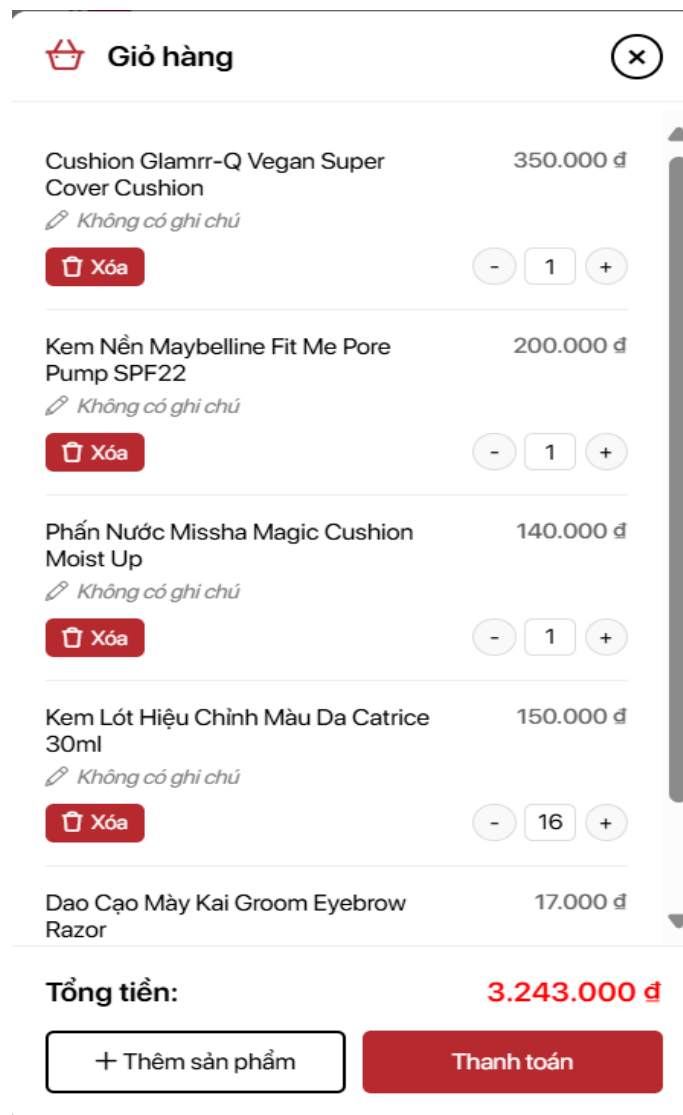 Giỏ hàng
Cushion Glamrr-Q Vegan Super 350.000 ₫
Cover Cushion
Không có ghi chú
Xóa - 1 +
Kem Nền Maybelline Fit Me Pore 200.000 ₫
Pump SPF22
Không có ghi chú
Xóa - 1 +
Phấn Nước Missha Magic Cushion 140.000 ₫
Moist Up
Không có ghi chú
Xóa - 1 +
Kem Lót Hiệu Chỉnh Màu Da Catrice 150.000 ₫
30ml
Không có ghi chú
Xóa - 16 +
Dao Cạo Mày Kai Groom Eyebrow 17.000 ₫
Razor
Tổng tiền: 3.243.000 ₫
+ Thêm sản phẩm Thanh toán